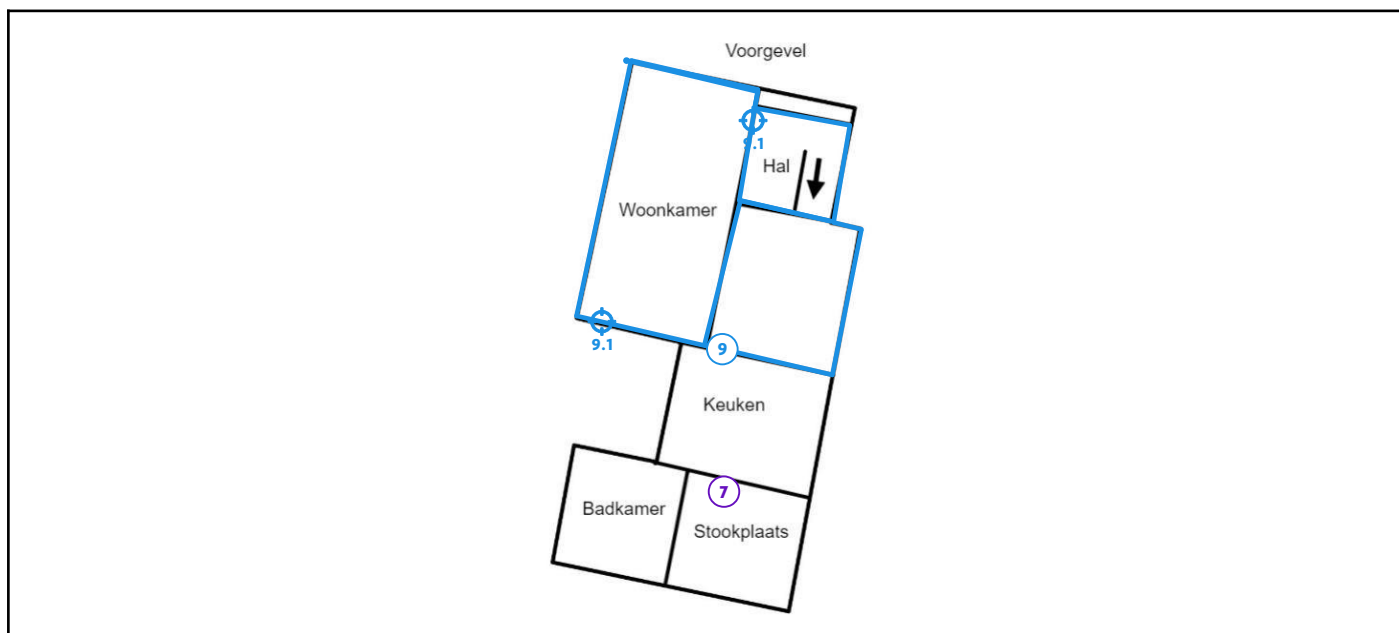 Voorgevel
9.1
Hal
Woonkamer
9.1
9
Keuken
7
Badkamer
Stookplaats